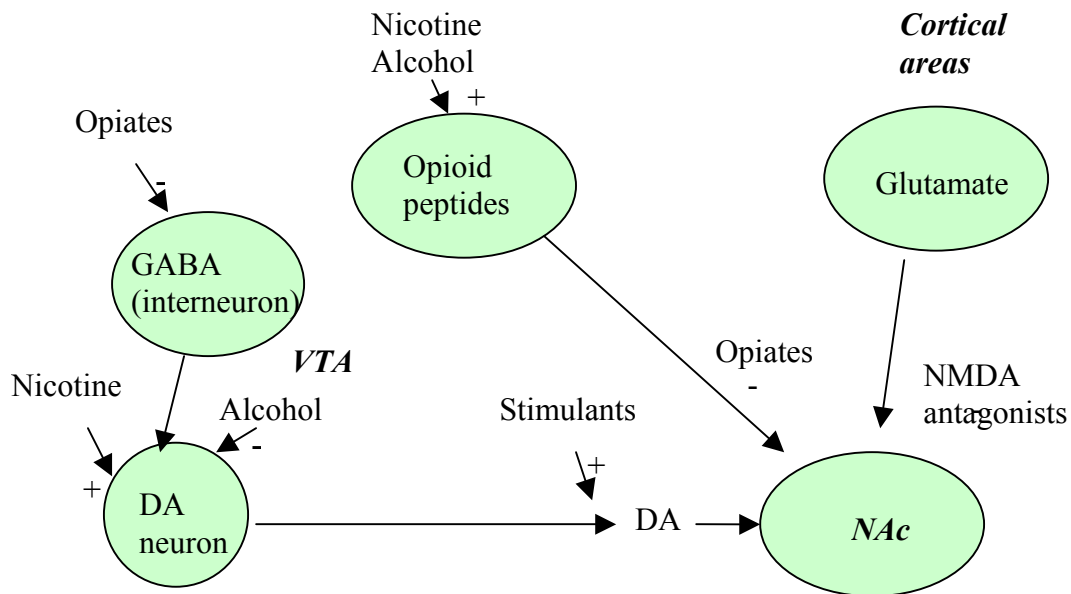 Nicotine
Alcohol
+
Cortical
areas
Opiates
-
Opioid
peptides
Glutamate
GABA
(interneuron)
VTA
Nicotine
+
Alcohol
-
Stimulants
+
Opiates
-
NMDA
antagonists
-
DA
neuron
DA
NAc